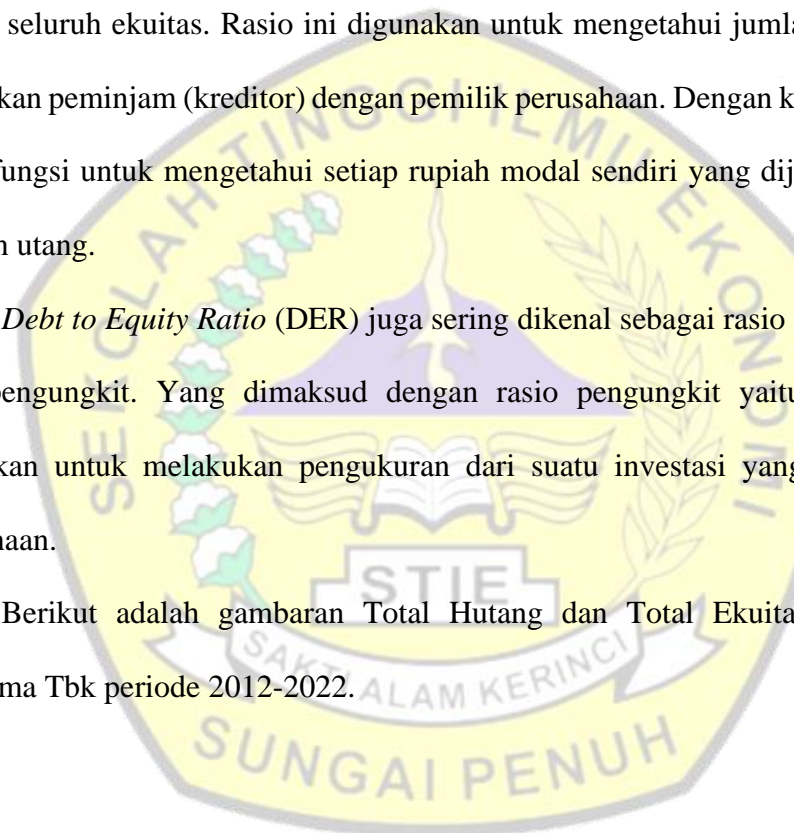 seluruh ekuitas. Rasio ini digunakan untuk mengetahui jumla
kan peminjam (kreditor) dengan pemilik perusahaan. Dengan k
fungsi untuk mengetahui setiap rupiah modal sendiri yang dij
n utang.
Debt to Equity Ratio (DER) juga sering dikenal sebagai rasio
pengungkit. Yang dimaksud dengan rasio pengungkit yaitu
kan untuk melakukan pengukuran dari suatu investasi yang
naan.
Berikut adalah gambaran Total Hutang dan Total Ekuita
ma Tbk periode 2012-2022.
SEKOLAH TINGGI ILMU EKONOMI
STIE
SAKTI ALAM KERINCI
SUNGAI PENUH